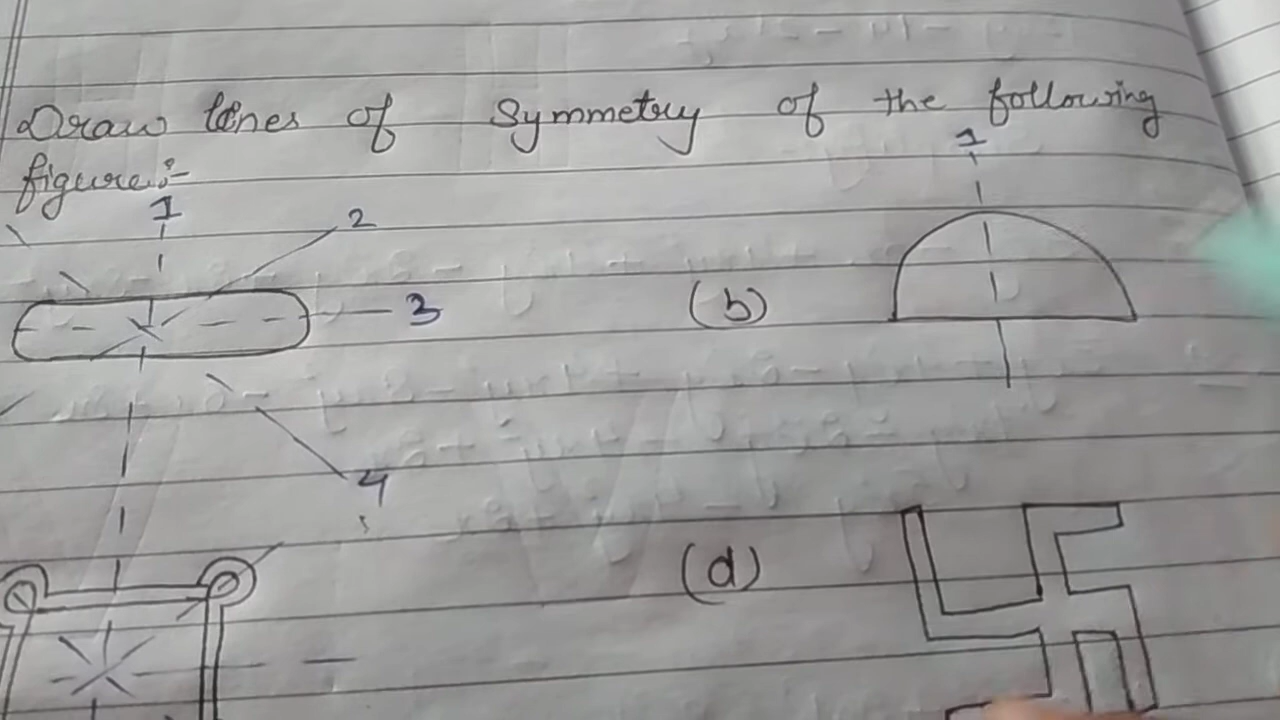 Draw lines of Symmetry of the following
figure:-
1
1
2
3
(b)
4
(d)